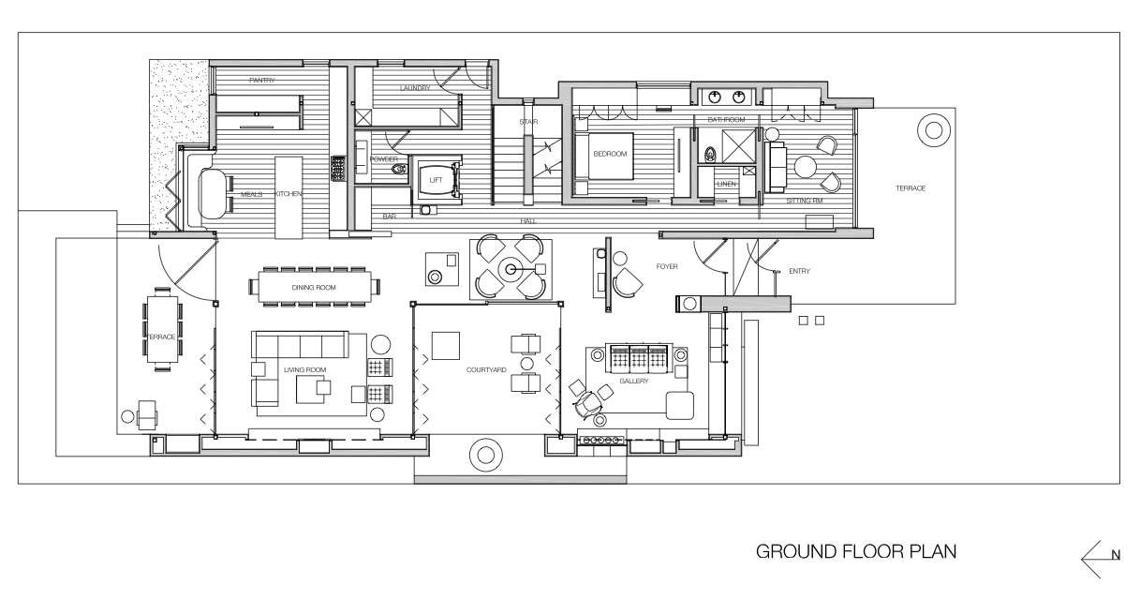 PANTRY
LAUNDRY
STAIR
BATHROOM
BEDROOM
POWDER
LIFT
LINEN
TERRACE
MEALS
KITCHEN
SITTING RM
BAR
HALL
FOYER
ENTRY
DINING ROOM
TERRACE
LIVING ROOM
COURTYARD
GALLERY
GROUND FLOOR PLAN
N